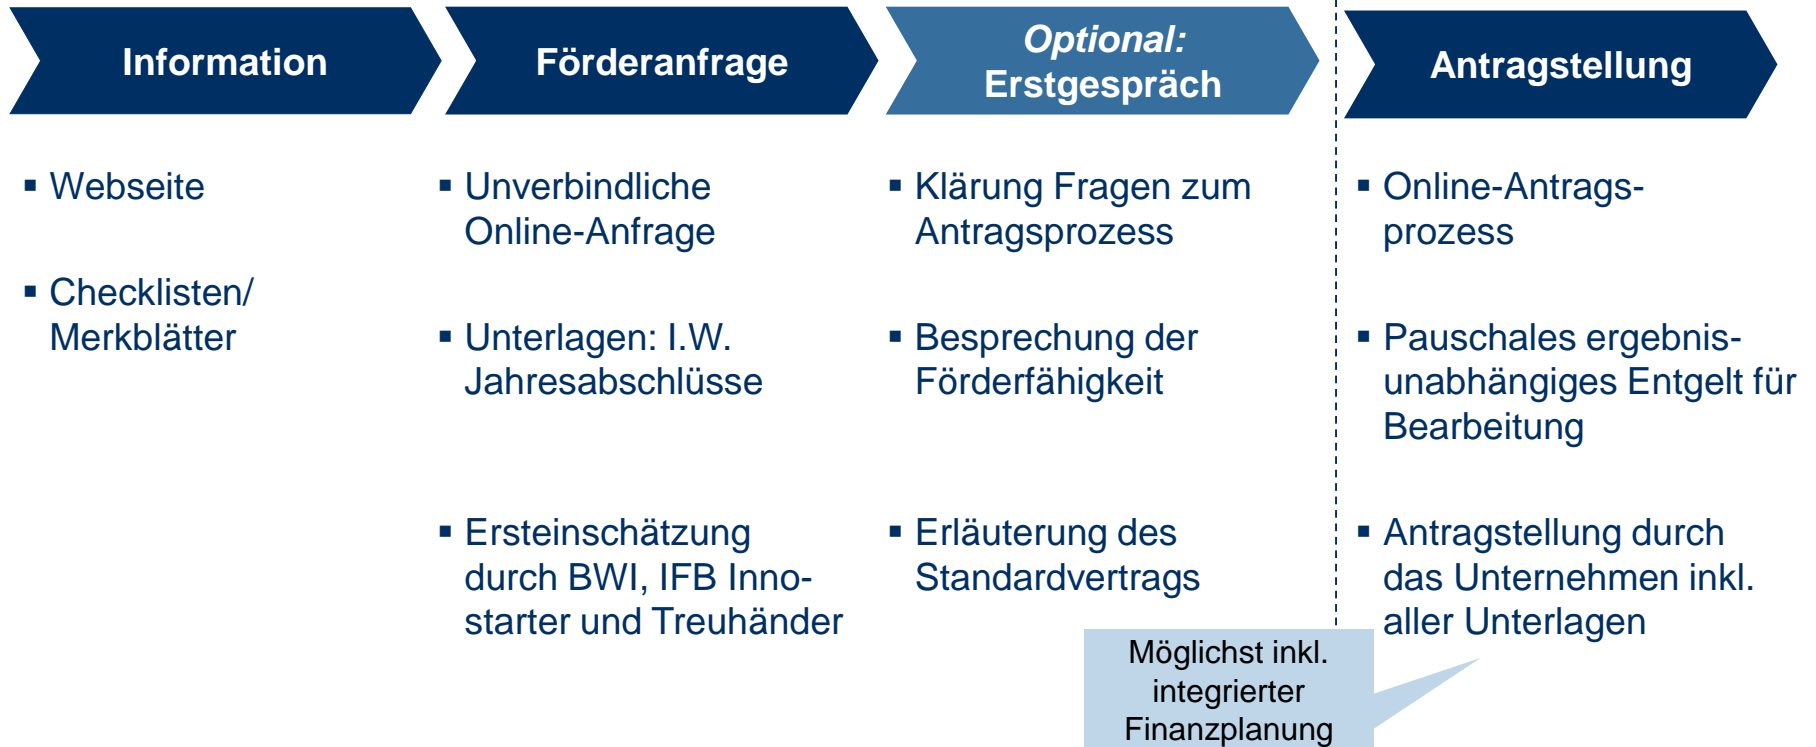 Information
Förderanfrage
Optional:
Erstgespräch
Antragstellung
▪ Webseite
▪ Checklisten/
Merkblätter
▪ Unverbindliche
Online-Anfrage
▪ Unterlagen: I.W.
Jahresabschlüsse
▪ Ersteinschätzung
durch BWI, IFB Inno-
starter und Treuhänder
▪ Klärung Fragen zum
Antragsprozess
▪ Besprechung der
Förderfähigkeit
▪ Erläuterung des
Standardvertrags
▪ Online-Antrags-
prozess
▪ Pauschales ergebnis-
unabhängiges Entgelt für
Bearbeitung
▪ Antragstellung durch
das Unternehmen inkl.
aller Unterlagen
Möglichst inkl.
integrierter
Finanzplanung